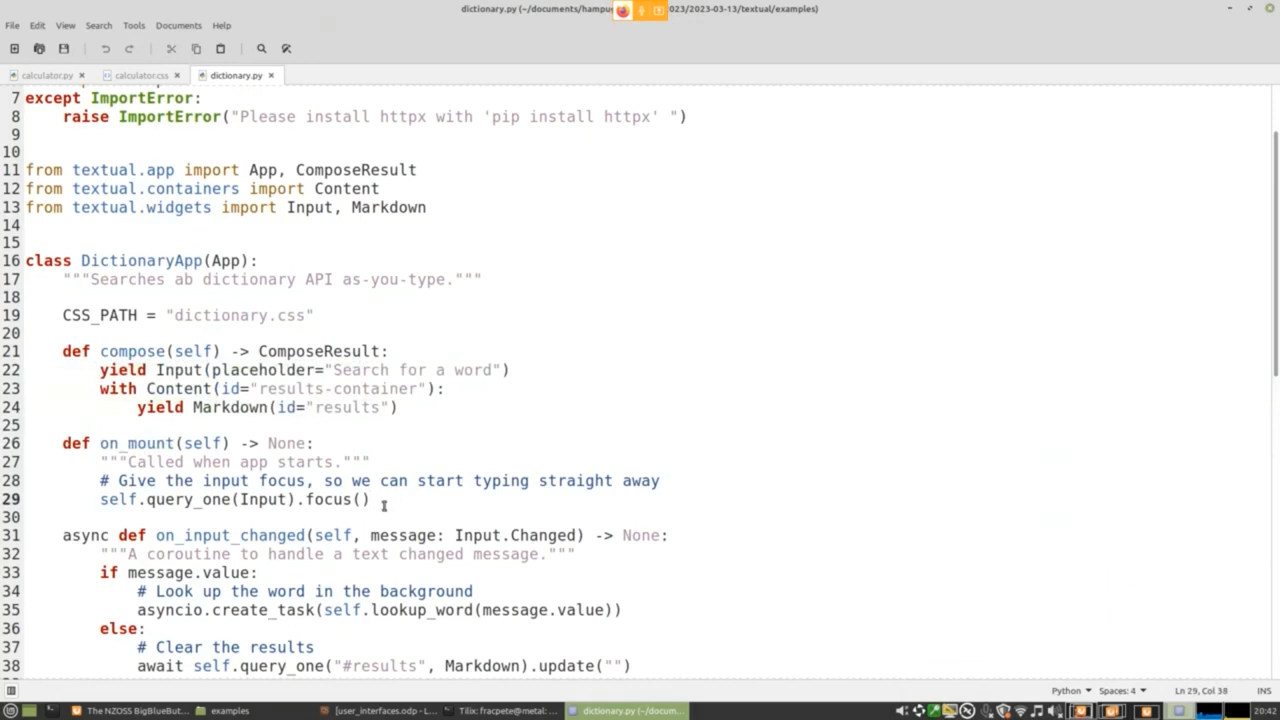 dictionary.py (~/documents/hampu 023/2023-03-13/textual/examples)
File Edit View Search Tools Documents Help
calculator.py calculator.css dictionary.py
7 except ImportError:
8 raise ImportError("Please install httpx with 'pip install httpx' ")
9
10
11 from textual.app import App, ComposeResult
12 from textual.containers import Content
13 from textual.widgets import Input, Markdown
14
15
16 class DictionaryApp(App):
17 """Searches ab dictionary API as-you-type."""
18
19 CSS_PATH = "dictionary.css"
20
21 def compose(self) -> ComposeResult:
22 yield Input(placeholder="Search for a word")
23 with Content(id="results-container"):
24 yield Markdown(id="results")
25
26 def on_mount(self) -> None:
27 """Called when app starts."""
28 # Give the input focus, so we can start typing straight away
29 self.query_one(Input).focus()
30
31 async def on_input_changed(self, message: Input.Changed) -> None:
32 """A coroutine to handle a text changed message."""
33 if message.value:
34 # Look up the word in the background
35 asyncio.create_task(self.lookup_word(message.value))
36 else:
37 # Clear the results
38 await self.query_one("#results", Markdown).update("")
Python Spaces: 4 Ln 29, Col 38 INS
The NZOSS BigBlueBut... examples [user_interfaces.odp - L... Tilix: fracpete@metal: ... dictionary.py (~/docum... 20:42